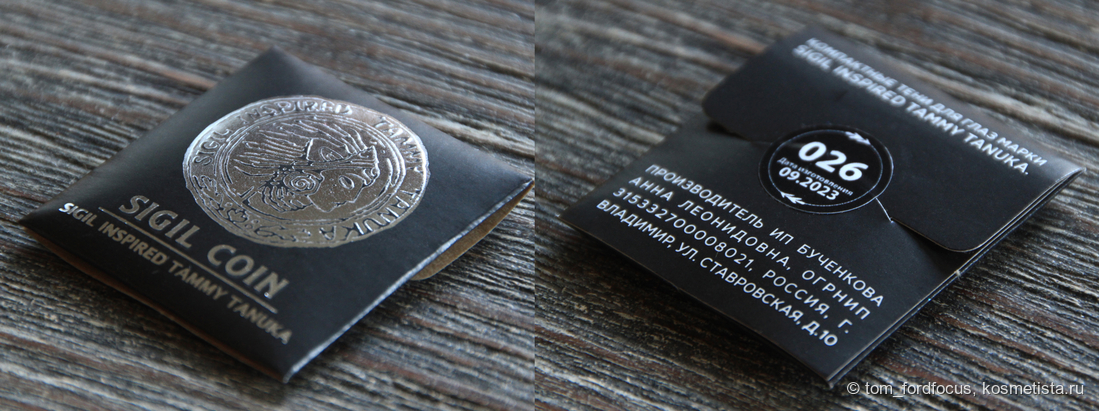 SIGIL INSPIRED TAMMY TANUKA
SIGIL COIN
SIGIL INSPIRED TAMMY TANUKA
КОМПАКТНЫЕ ТЕНИ ДЛЯ ГЛАЗ МАРКИ
SIGIL INSPIRED TAMMY TANUKA.
026
Дата изготовления
09.2023
ПРОИЗВОДИТЕЛЬ ИП БУЧЕНКОВА
АННА ЛЕОНИДОВНА, ОГРНИП
315332700008021, РОССИЯ, Г.
ВЛАДИМИР, УЛ. СТАВРОВСКАЯ, Д.10
© tom_fordfocus, kosmetista.ru